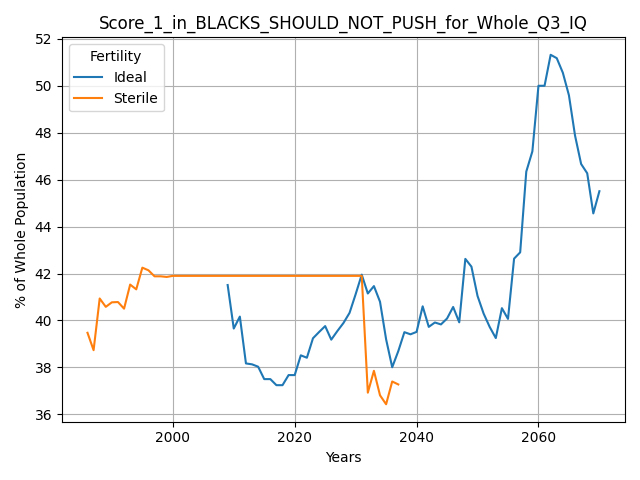 Score_1_in_BLACKS_SHOULD_NOT_PUSH_for_Whole_Q3_IQ
52
50
48
46
44
42
40
38
36
% of Whole Population
Fertility
Ideal
Sterile
2000 2020 2040 2060
Years